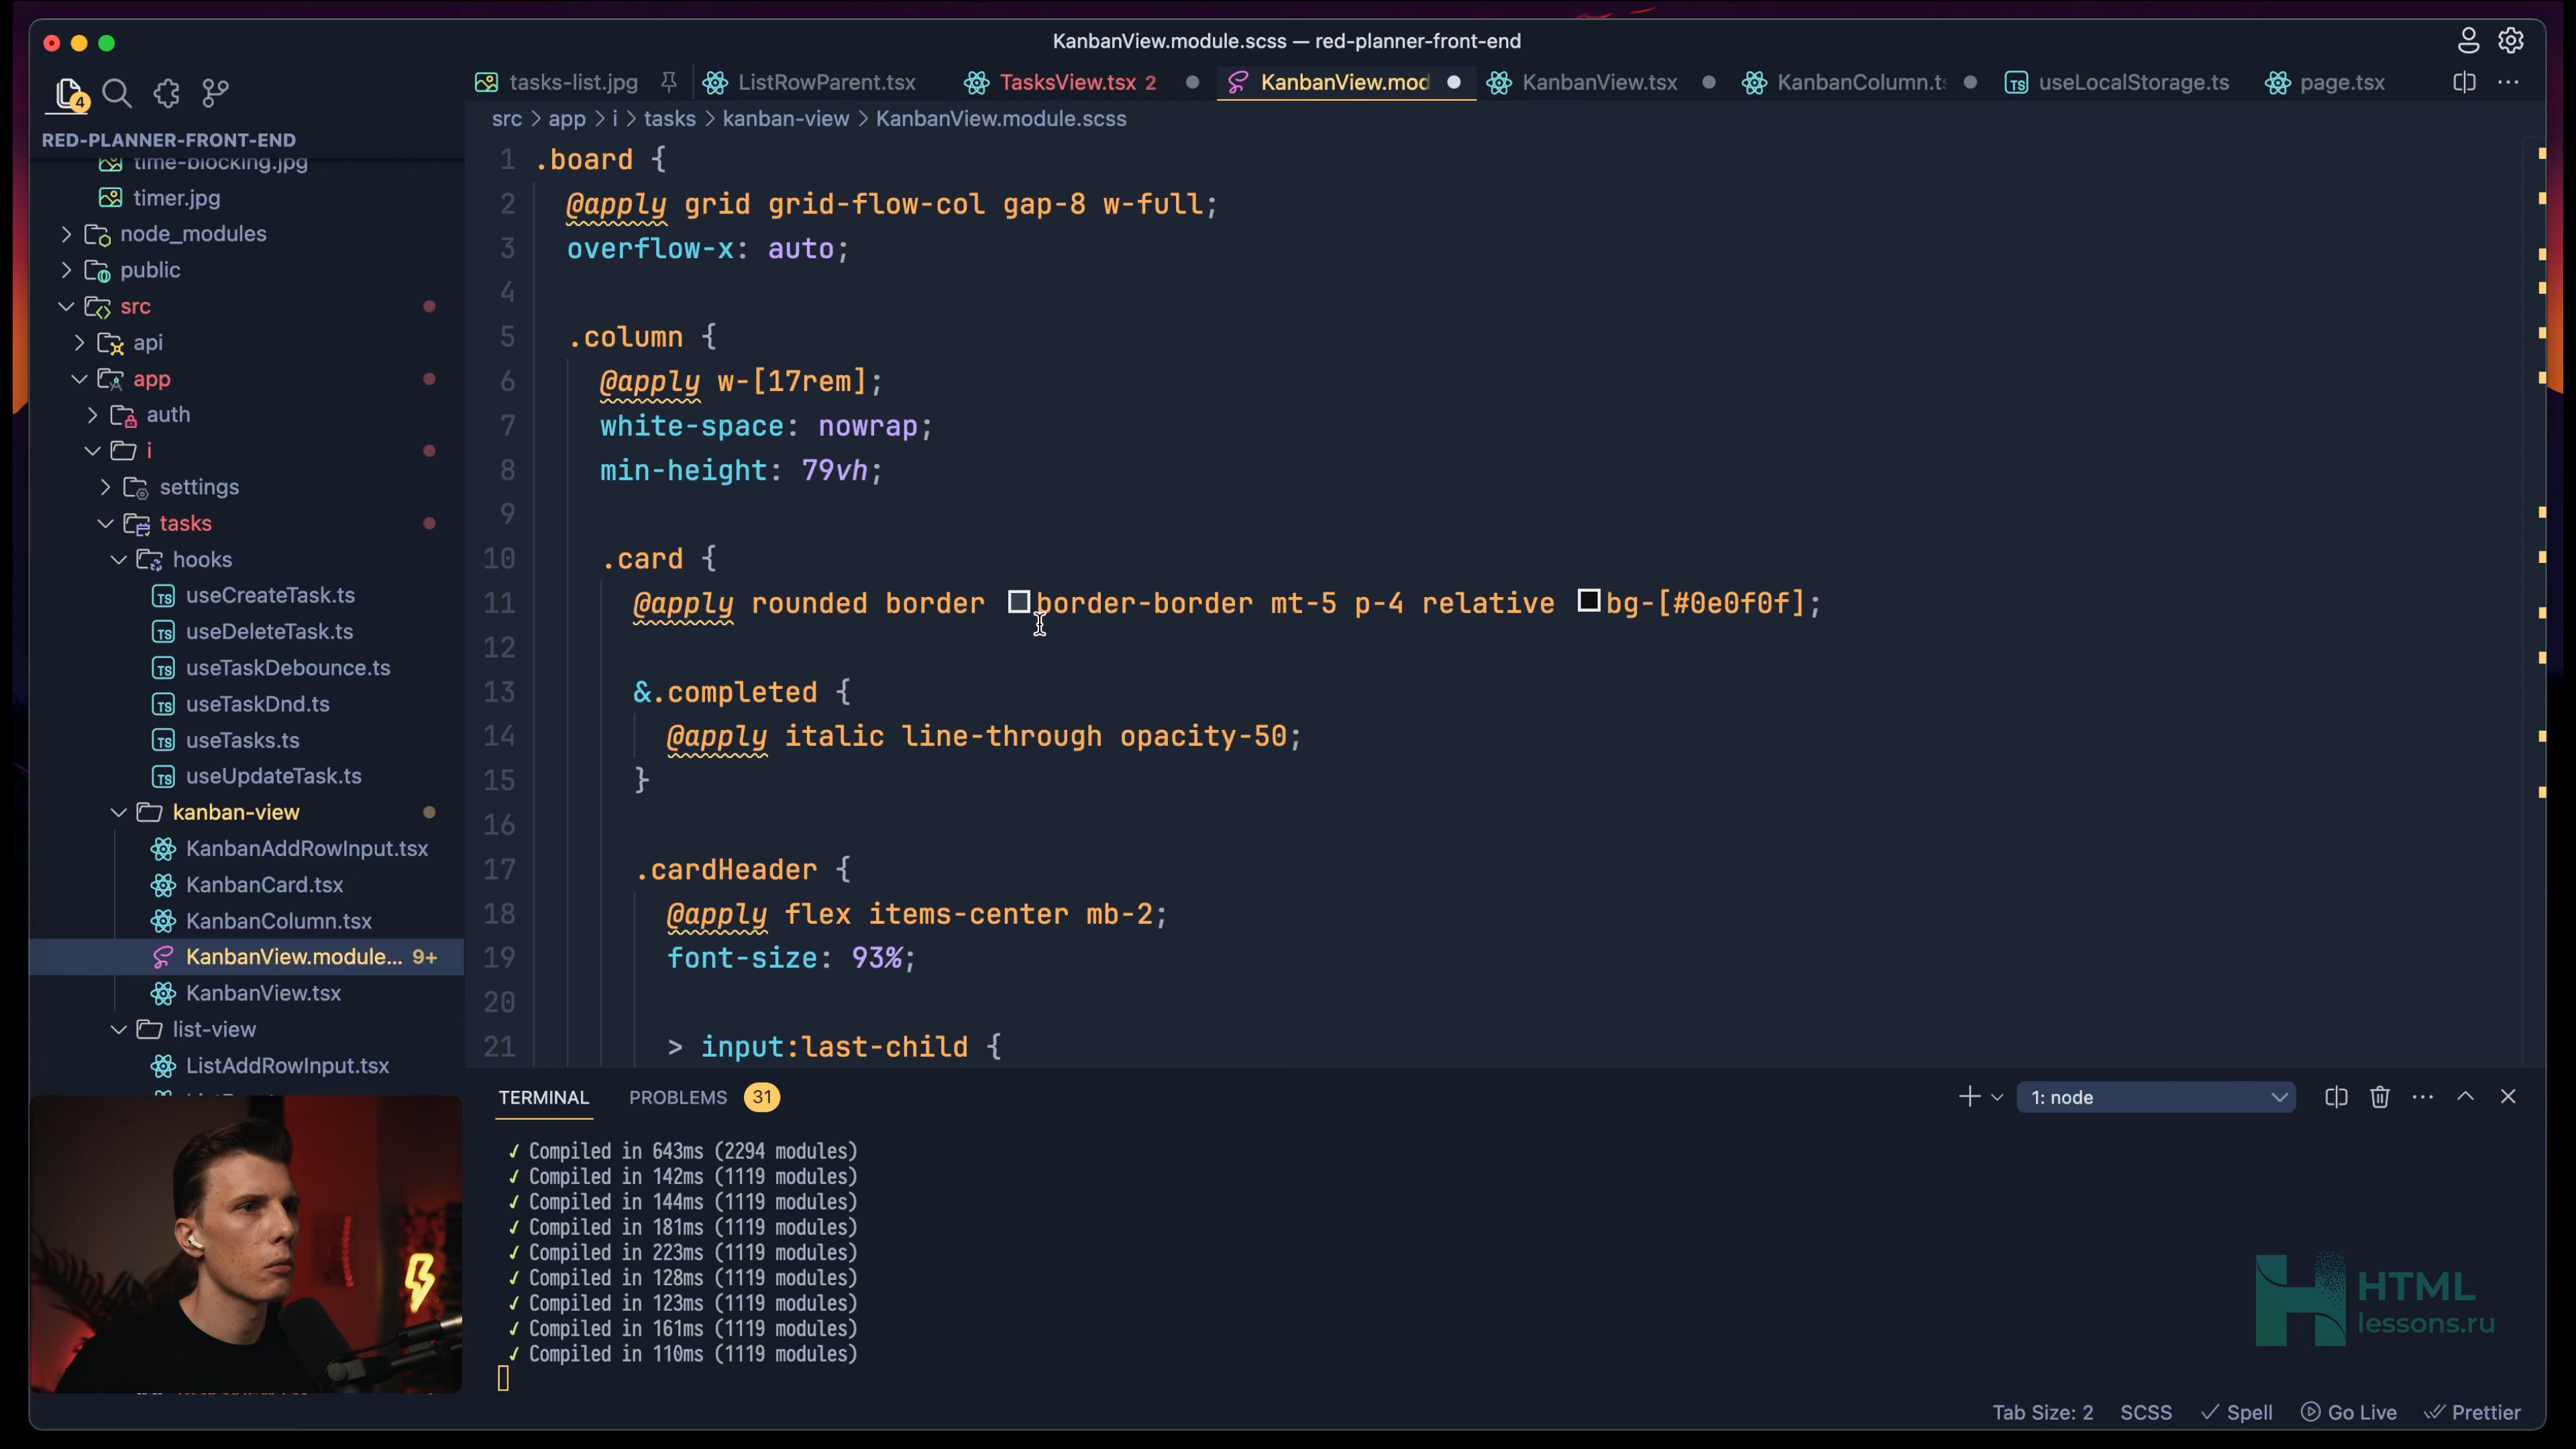 KanbanView.module.scss — red-planner-front-end
4
tasks-list.jpg ListRowParent.tsx TasksView.tsx 2 KanbanView.mod KanbanView.tsx KanbanColumn.ts useLocalStorage.ts page.tsx
src > app > i > tasks > kanban-view > KanbanView.module.scss
RED-PLANNER-FRONT-END
time-blocking.jpg
timer.jpg
node_modules
public
src
api
app
auth
i
settings
tasks
hooks
useCreateTask.ts
useDeleteTask.ts
useTaskDebounce.ts
useTaskDnd.ts
useTasks.ts
useUpdateTask.ts
kanban-view
KanbanAddRowInput.tsx
KanbanCard.tsx
KanbanColumn.tsx
KanbanView.module... 9+
KanbanView.tsx
list-view
ListAddRowInput.tsx
1 .board {
2 @apply grid grid-flow-col gap-8 w-full;
3 overflow-x: auto;
4
5 .column {
6 @apply w-[17rem];
7 white-space: nowrap;
8 min-height: 79vh;
9
10 .card {
11 @apply rounded border border-border mt-5 p-4 relative bg-[#0e0f0f];
12
13 &.completed {
14 @apply italic line-through opacity-50;
15 }
16
17 .cardHeader {
18 @apply flex items-center mb-2;
19 font-size: 93%;
20
21 > input:last-child {
TERMINAL PROBLEMS 31 1: node
✓ Compiled in 643ms (2294 modules)
✓ Compiled in 142ms (1119 modules)
✓ Compiled in 144ms (1119 modules)
✓ Compiled in 181ms (1119 modules)
✓ Compiled in 223ms (1119 modules)
✓ Compiled in 128ms (1119 modules)
✓ Compiled in 123ms (1119 modules)
✓ Compiled in 161ms (1119 modules)
✓ Compiled in 110ms (1119 modules)
HTML
lessons.ru
Tab Size: 2 SCSS Spell Go Live Prettier